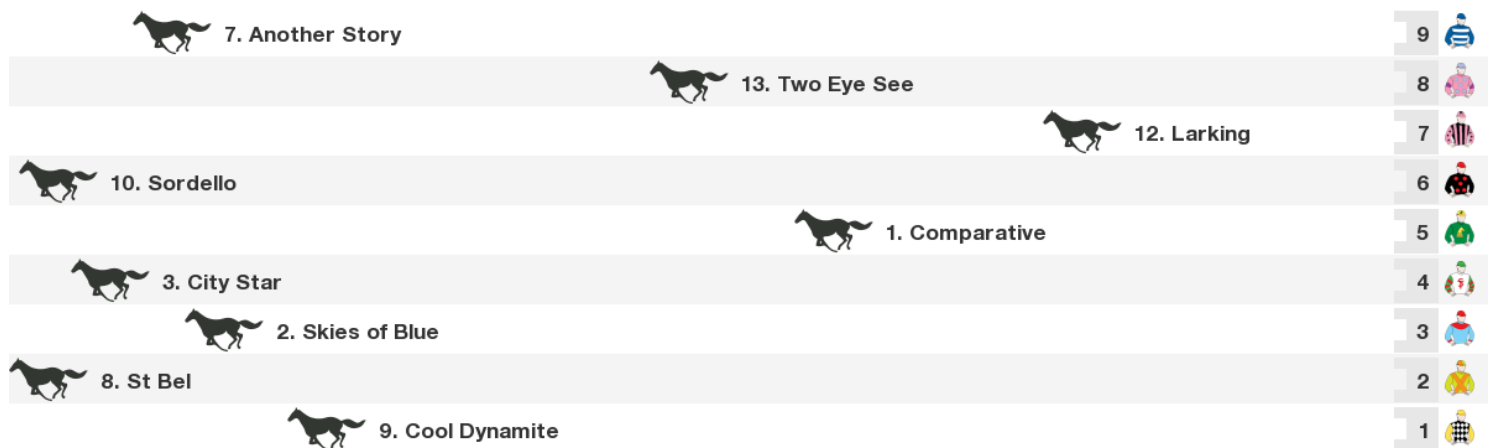 7. Another Story 9
13. Two Eye See 8
12. Larking 7
10. Sordello 6
1. Comparative 5
3. City Star 4
2. Skies of Blue 3
8. St Bel 2
9. Cool Dynamite 1